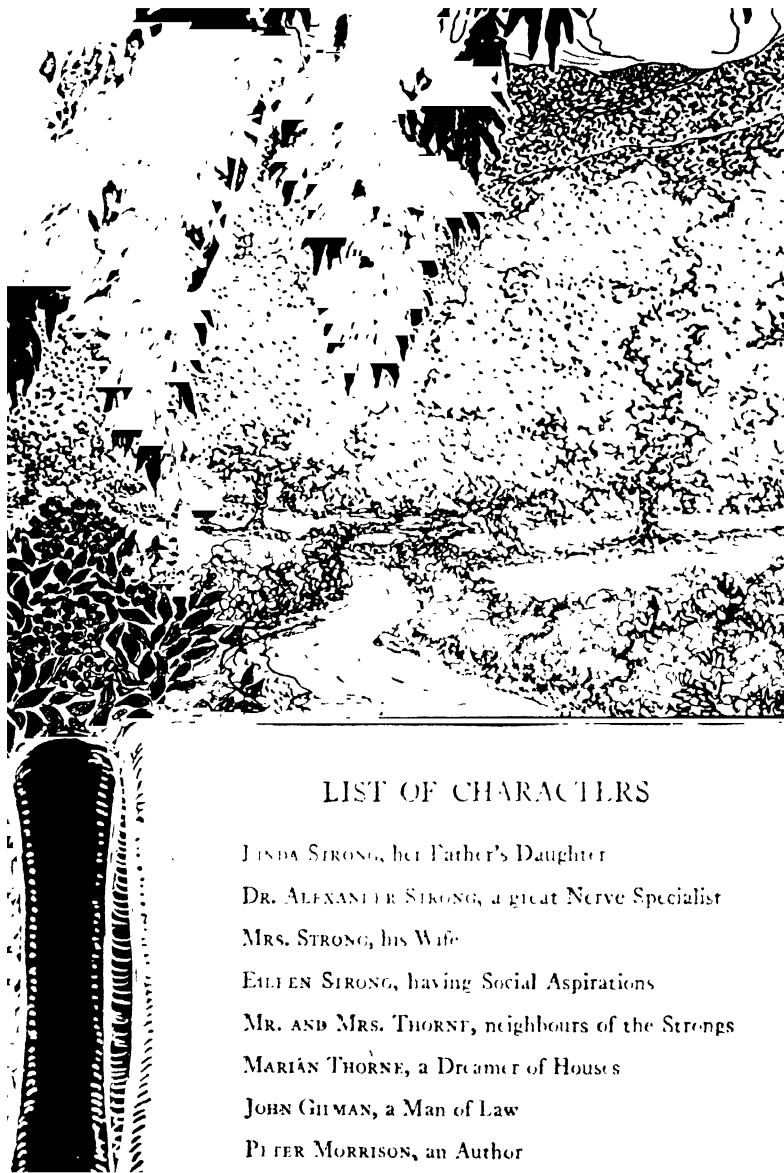 LIST OF CHARACTERS
LINDA STRONG, her Father's Daughter
DR. ALEXANDER STRONG, a great Nerve Specialist
MRS. STRONG, his Wife
EILEEN STRONG, having Social Aspirations
MR. AND MRS. THORNE, neighbours of the Strongs
MARIAN THORNE, a Dreamer of Houses
JOHN GILMAN, a Man of Law
PETER MORRISON, an Author